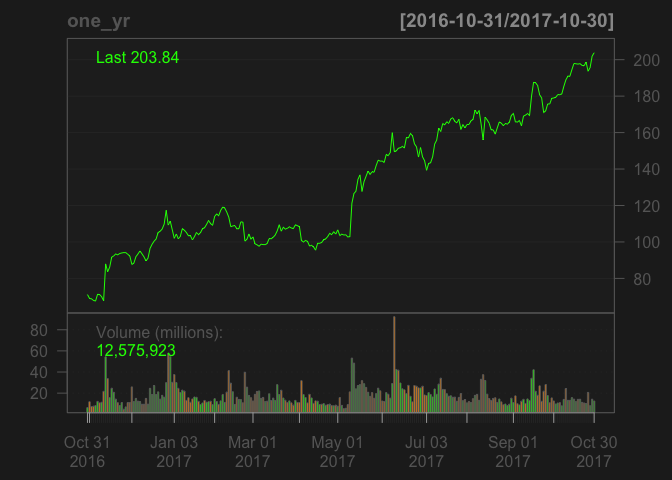 one_yr [2016-10-31/2017-10-30]
Last 203.84
200
180
160
140
120
100
80
Volume (millions):
12,575,923
80
60
40
20
Oct 31 Jan 03 Mar 01 May 01 Jul 03 Sep 01 Oct 30
2016 2017 2017 2017 2017 2017 2017